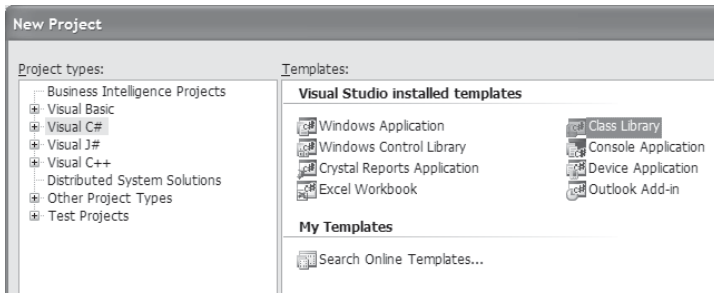 New Project
Project types:
Business Intelligence Projects
Visual Basic
Visual C#
Visual J#
Visual C++
Distributed System Solutions
Other Project Types
Test Projects
Templates:
Visual Studio installed templates
Windows Application
Windows Control Library
Crystal Reports Application
Excel Workbook
Class Library
Console Application
Device Application
Outlook Add-in
My Templates
Search Online Templates...